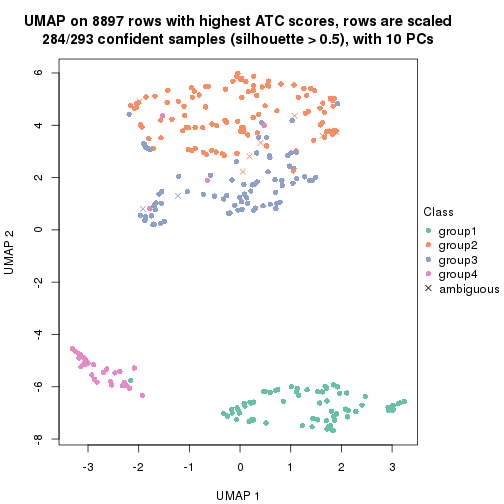 UMAP on 8897 rows with highest ATC scores, rows are scaled
284/293 confident samples (silhouette > 0.5), with 10 PCs
6
4
2
0
-2
-4
-6
-8
UMAP 2
-3
-2
-1
0
1
2
3
UMAP 1
Class
group1
group2
group3
group4
ambiguous